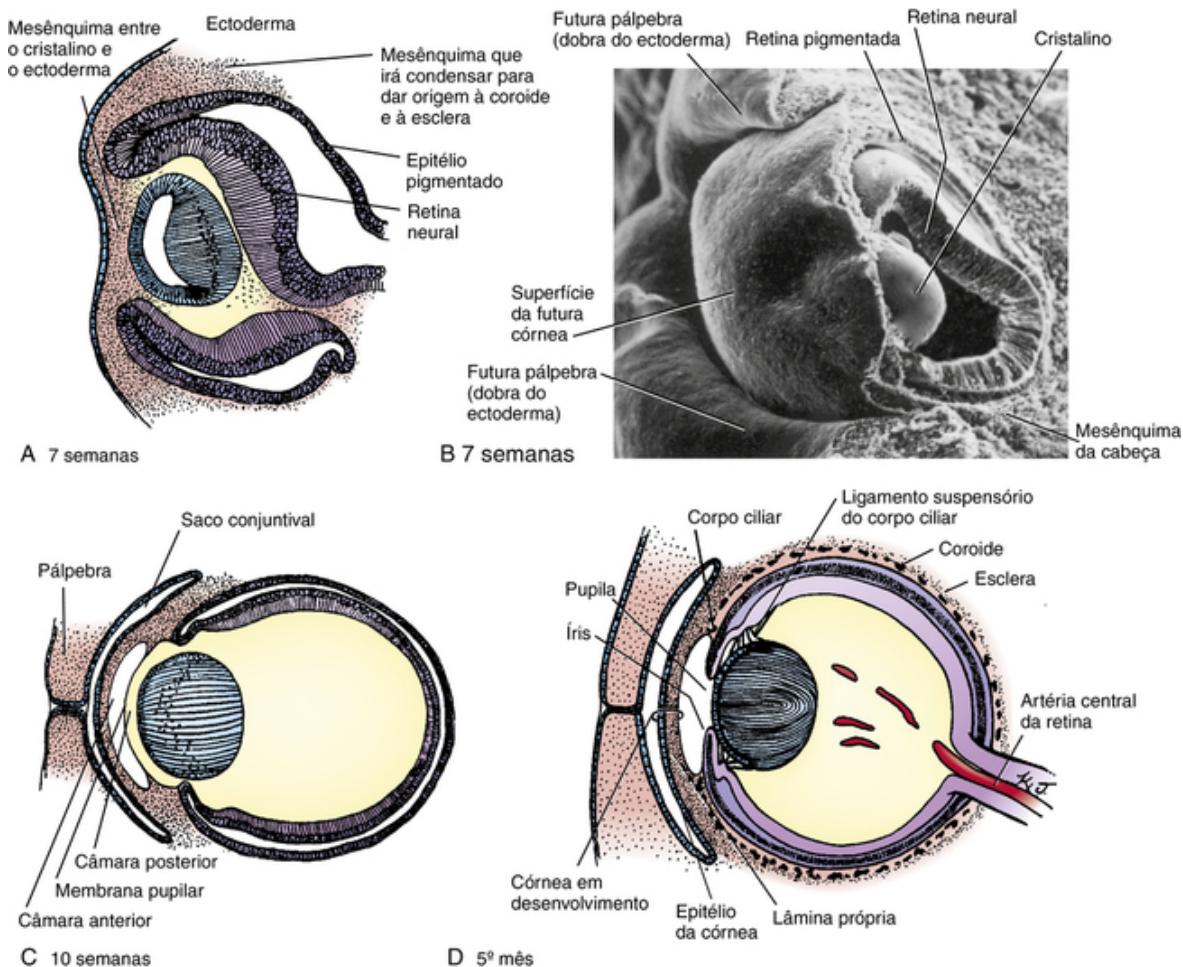 Mesênquima entre
o cristalino e
o ectoderma
Ectoderma
Mesênquima que
irá condensar para
dar origem à coroide
e à esclera
Epitélio
pigmentado
Retina
neural
A 7 semanas
Futura pálpebra
(dobra do ectoderma)
Retina pigmentada
Retina neural
Cristalino
Superfície
da futura
córnea
Futura pálpebra
(dobra do
ectoderma)
Mesênquima
da cabeça
B 7 semanas
Saco conjuntival
Pálpebra
Câmara posterior
Membrana pupilar
Câmara anterior
C 10 semanas
Ligamento suspensório
do corpo ciliar
Corpo ciliar
Coroide
Esclera
Pupila
Íris
Artéria central
da retina
Córnea em
desenvolvimento
Epitélio
da córnea
Lâmina própria
D 5º mês